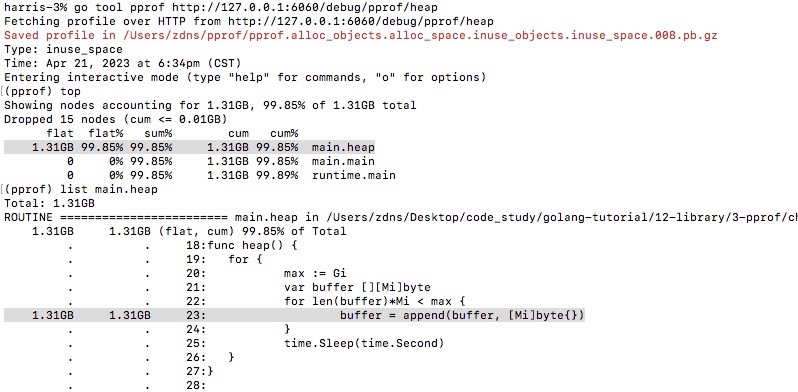 harris-3% go tool pprof http://127.0.0.1:6060/debug/pprof/heap
Fetching profile over HTTP from http://127.0.0.1:6060/debug/pprof/heap
Saved profile in /Users/zdns/pprof/pprof.alloc_objects.alloc_space.inuse_objects.inuse_space.008.pb.gz
Type: inuse_space
Time: Apr 21, 2023 at 6:34pm (CST)
Entering interactive mode (type "help" for commands, "o" for options)
(pprof) top
Showing nodes accounting for 1.31GB, 99.85% of 1.31GB total
Dropped 15 nodes (cum <= 0.01GB)
flat  flat%   sum%        cum   cum%
1.31GB 99.85% 99.85%     1.31GB 99.85%  main.heap
0     0% 99.85%     1.31GB 99.85%  main.main
0     0% 99.85%     1.31GB 99.89%  runtime.main
(pprof) list main.heap
Total: 1.31GB
ROUTINE ======================== main.heap in /Users/zdns/Desktop/code_study/golang-tutorial/12-library/3-pprof/ch
1.31GB     1.31GB (flat, cum) 99.85% of Total
.          .     18:func heap() {
.          .     19:   for {
.          .     20:           max := Gi
.          .     21:           var buffer [][Mi]byte
.          .     22:           for len(buffer)*Mi < max {
1.31GB     1.31GB     23:                   buffer = append(buffer, [Mi]byte{})
.          .     24:           }
.          .     25:           time.Sleep(time.Second)
.          .     26:   }
.          .     27:}
.          .     28: